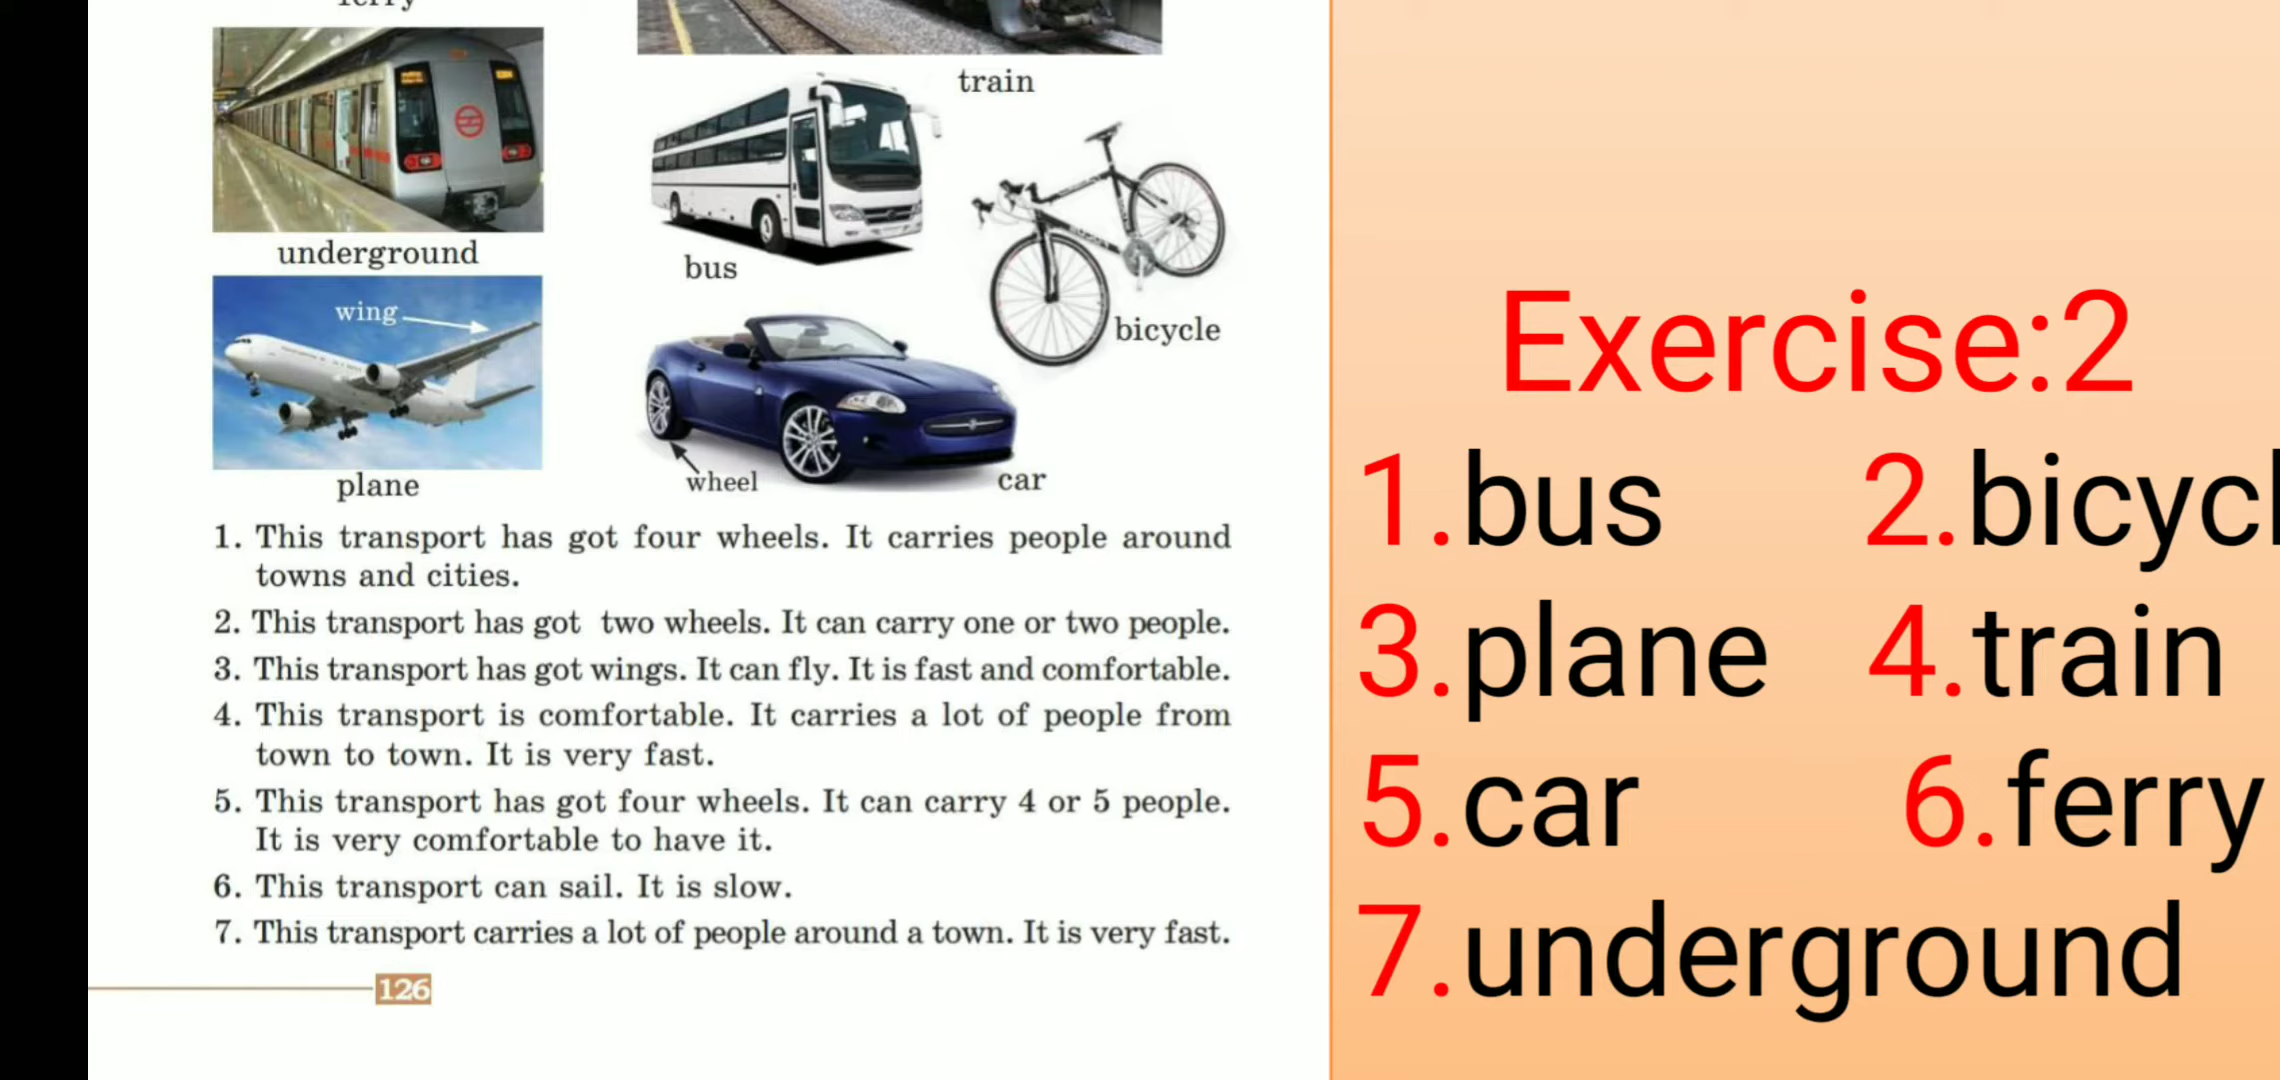 ferry
train
underground
bus
bicycle
wing
plane
wheel
car
1. This transport has got four wheels. It carries people around
towns and cities.
2. This transport has got two wheels. It can carry one or two people.
3. This transport has got wings. It can fly. It is fast and comfortable.
4. This transport is comfortable. It carries a lot of people from
town to town. It is very fast.
5. This transport has got four wheels. It can carry 4 or 5 people.
It is very comfortable to have it.
6. This transport can sail. It is slow.
7. This transport carries a lot of people around a town. It is very fast.
126
Exercise:2
1.bus 2.bicycl
3.plane 4.train
5.car 6.ferry
7.underground